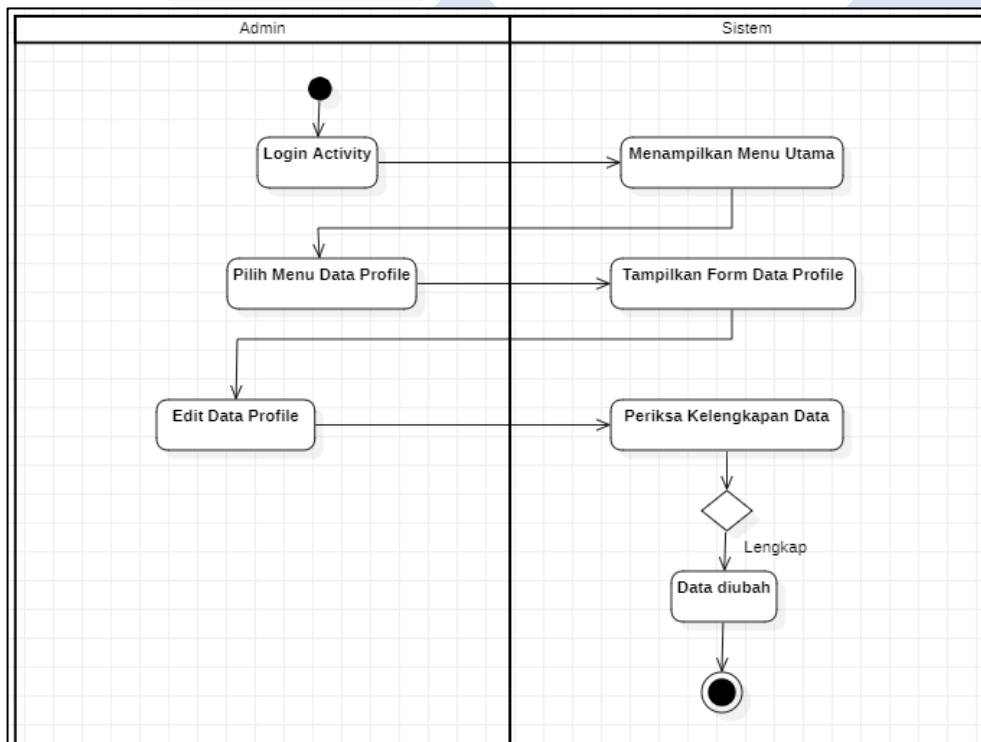 Admin
Sistem
Login Activity
Menampilkan Menu Utama
Pilih Menu Data Profile
Tampilkan Form Data Profile
Edit Data Profile
Periksa Kelengkapan Data
Lengkap
Data diubah